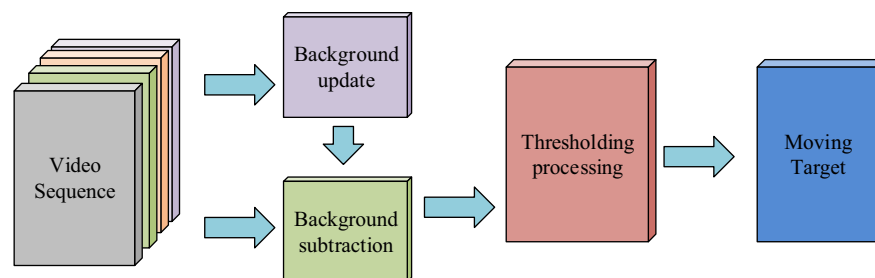 Video
Sequence
Background
update
Background
subtraction
Thresholding
processing
Moving
Target